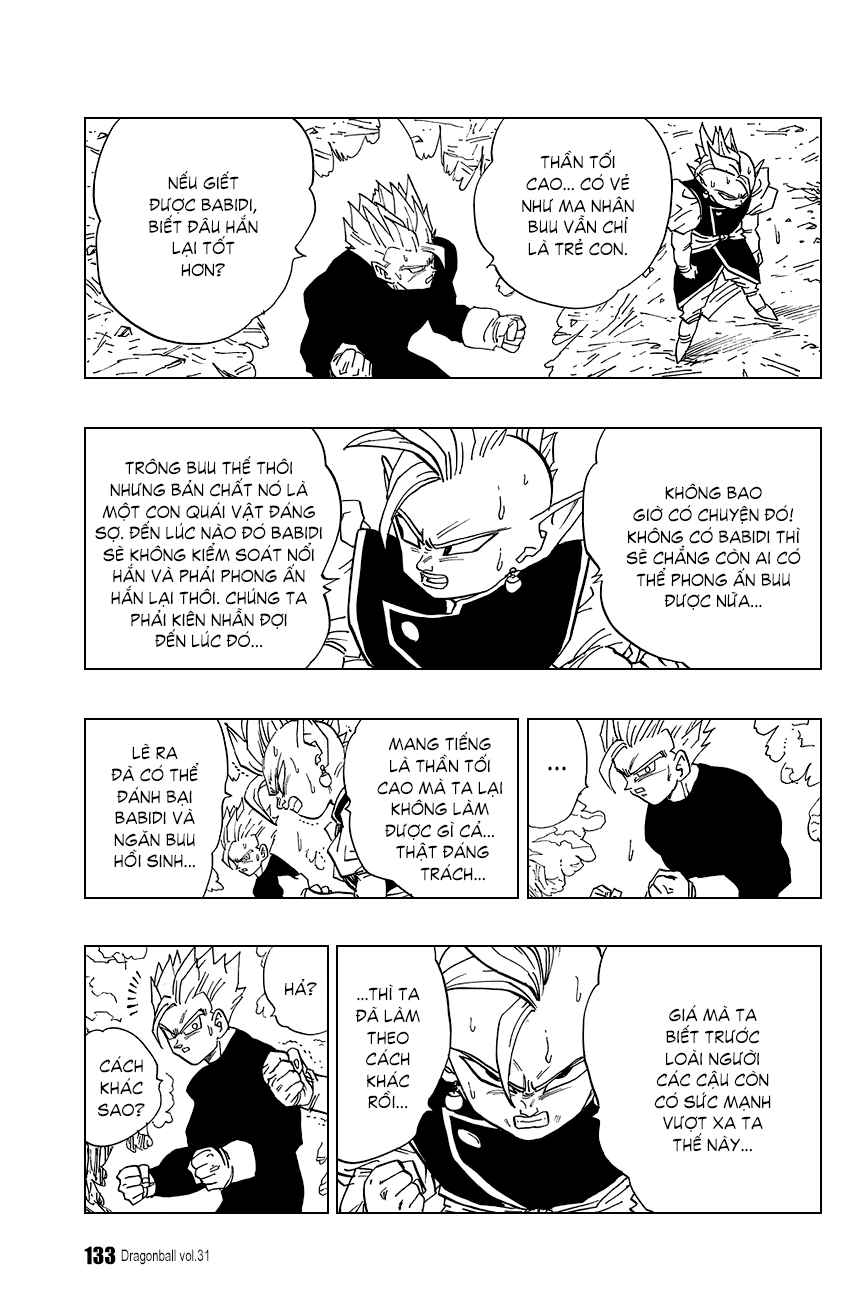 THẦN TỐI
CAO... CÓ VẺ
NHƯ MA NHÂN
BUU VẪN CHỈ
LÀ TRẺ CON.
NẾU GIẾT
ĐƯỢC BABIDI,
BIẾT ĐÂU HẮN
LẠI TỐT
HƠN?
KHÔNG BAO
GIỜ CÓ CHUYỆN ĐÓ!
KHÔNG CÓ BABIDI THÌ
SẼ CHẲNG CÒN AI CÓ
THỂ PHONG ẤN BUU
ĐƯỢC NỮA...
TRÔNG BUU THẾ THÔI
NHƯNG BẢN CHẤT NÓ LÀ
MỘT CON QUÁI VẬT ĐÁNG
SỢ. ĐẾN LÚC NÀO ĐÓ BABIDI
SẼ KHÔNG KIỂM SOÁT NỔI
HẮN VÀ PHẢI PHONG ẤN
HẮN LẠI THÔI. CHÚNG TA
PHẢI KIÊN NHẪN ĐỢI
ĐẾN LÚC ĐÓ...
...
MANG TIẾNG
LÀ THẦN TỐI
CAO MÀ TA LẠI
KHÔNG LÀM
ĐƯỢC GÌ CẢ...
THẬT ĐÁNG
TRÁCH...
LẼ RA
ĐÃ CÓ THỂ
ĐÁNH BẠI
BABIDI VÀ
NGĂN BUU
HỒI SINH...
GIÁ MÀ TA
BIẾT TRƯỚC
LOÀI NGƯỜI
CÁC CẬU CÒN
CÓ SỨC MẠNH
VƯỢT XA TA
THẾ NÀY...
...THÌ TA
ĐÃ LÀM
THEO
CÁCH
KHÁC
RỒI...
HẢ?
CÁCH
KHÁC
SAO?
133 Dragonball vol.31